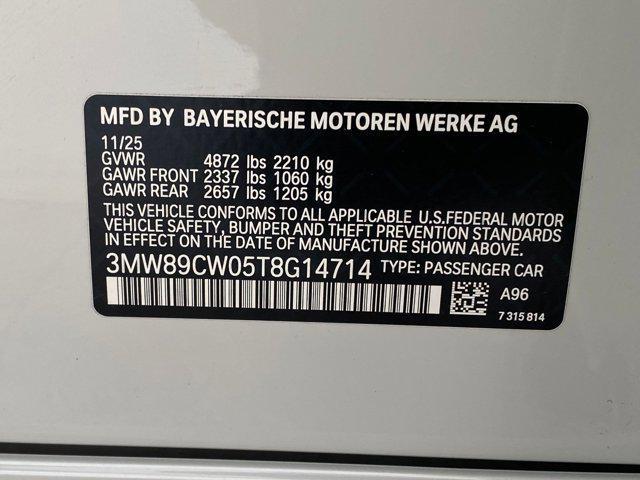 MFD BY BAYERISCHE MOTOREN WERKE AG
11/25
GVWR 4872 lbs 2210 kg
GAWR FRONT 2337 lbs 1060 kg
GAWR REAR 2657 lbs 1205 kg
THIS VEHICLE CONFORMS TO ALL APPLICABLE U.S.FEDERAL MOTOR
VEHICLE SAFETY, BUMPER AND THEFT PREVENTION STANDARDS
IN EFFECT ON THE DATE OF MANUFACTURE SHOWN ABOVE.
3MW89CW05T8G14714 TYPE: PASSENGER CAR
A96
7 315 814